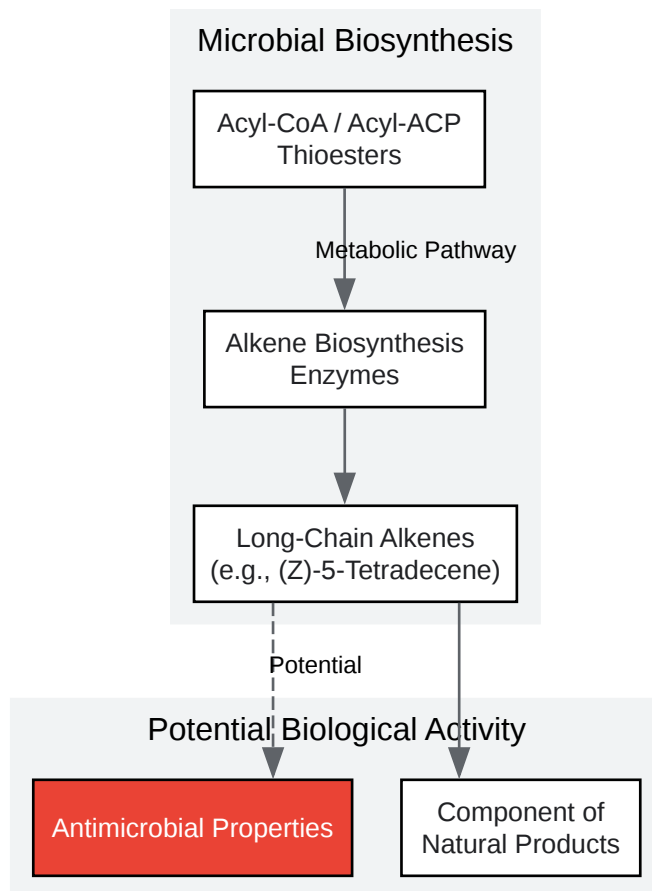 Microbial Biosynthesis
Acyl-CoA / Acyl-ACP
Thioesters
Metabolic Pathway
Alkene Biosynthesis
Enzymes
Long-Chain Alkenes
(e.g., (Z)-5-Tetradecene)
Potential
Potential Biological Activity
Antimicrobial Properties
Component of
Natural Products